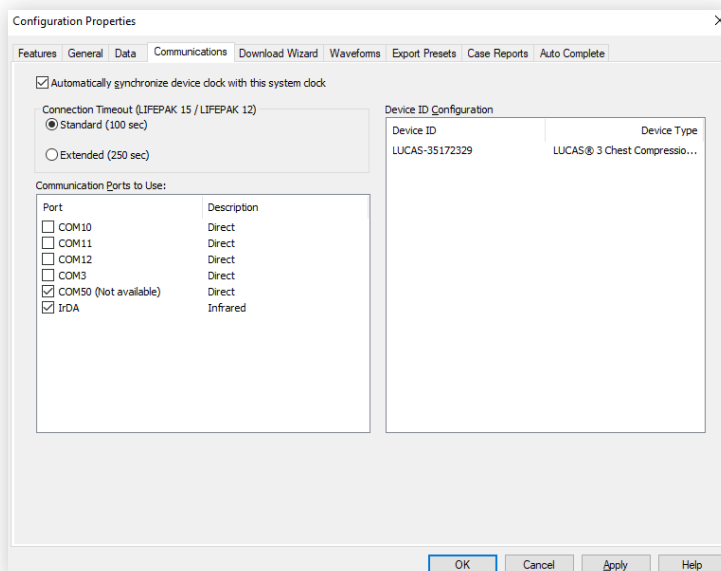 Configuration Properties
Features General Data Communications Download Wizard Waveforms Export Presets Case Reports Auto Complete
Automatically synchronize device clock with this system clock
Connection Timeout (LIFEPAK 15 / LIFEPAK 12)
Standard (100 sec)
Extended (250 sec)
Communication Ports to Use:
Port Description
COM10 Direct
COM11 Direct
COM12 Direct
COM3 Direct
COM50 (Not available) Direct
IrDA Infrared
Device ID Configuration
Device ID Device Type
LUCAS-35172329 LUCAS® 3 Chest Compressio...
OK Cancel Apply Help